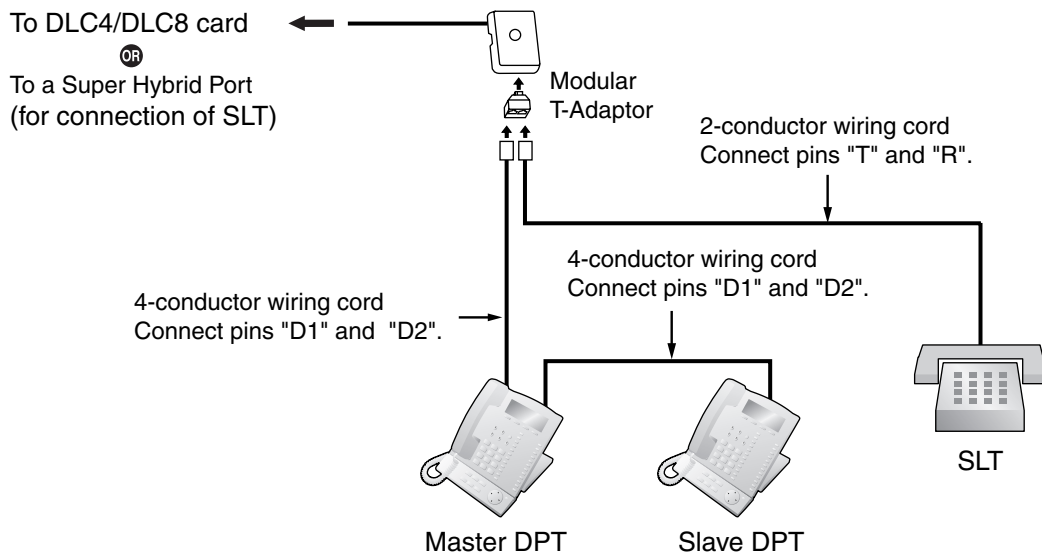 To DLC4/DLC8 card
OR
To a Super Hybrid Port
(for connection of SLT)
Modular
T-Adaptor
2-conductor wiring cord
Connect pins "T" and "R".
4-conductor wiring cord
Connect pins "D1" and "D2".
4-conductor wiring cord
Connect pins "D1" and "D2".
SLT
Master DPT
Slave DPT